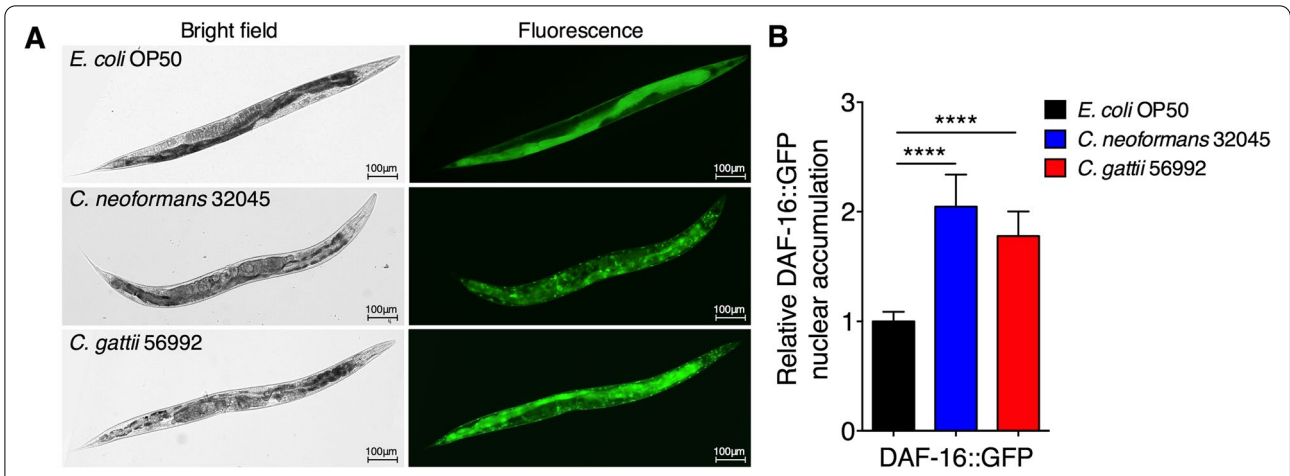 A
Bright field
Fluorescence
E. coli OP50
100µm
100µm
C. neoformans 32045
100µm
100µm
C. gattii 56992
100µm
100µm
B
Relative DAF-16::GFP
nuclear accumulation
3
2
1
0
****
****
DAF-16::GFP
E. coli OP50
C. neoformans 32045
C. gattii 56992